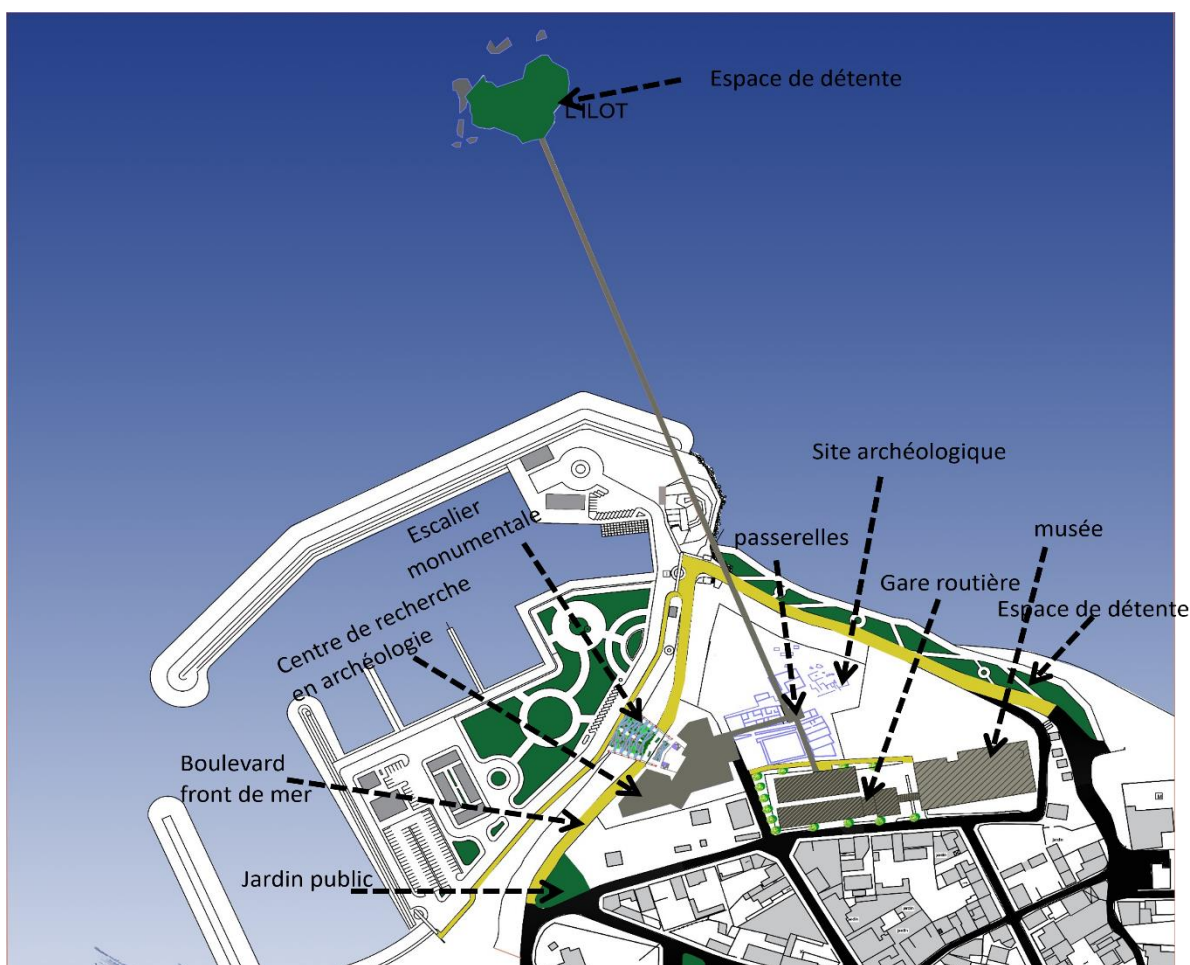 Espace de détente
L'ILOT
Site archéologique
Escalier
monumentale
passerelles
musée
Gare routière
Centre de recherche
en archéologie
Espace de détente
Boulevard
front de mer
Jardin public